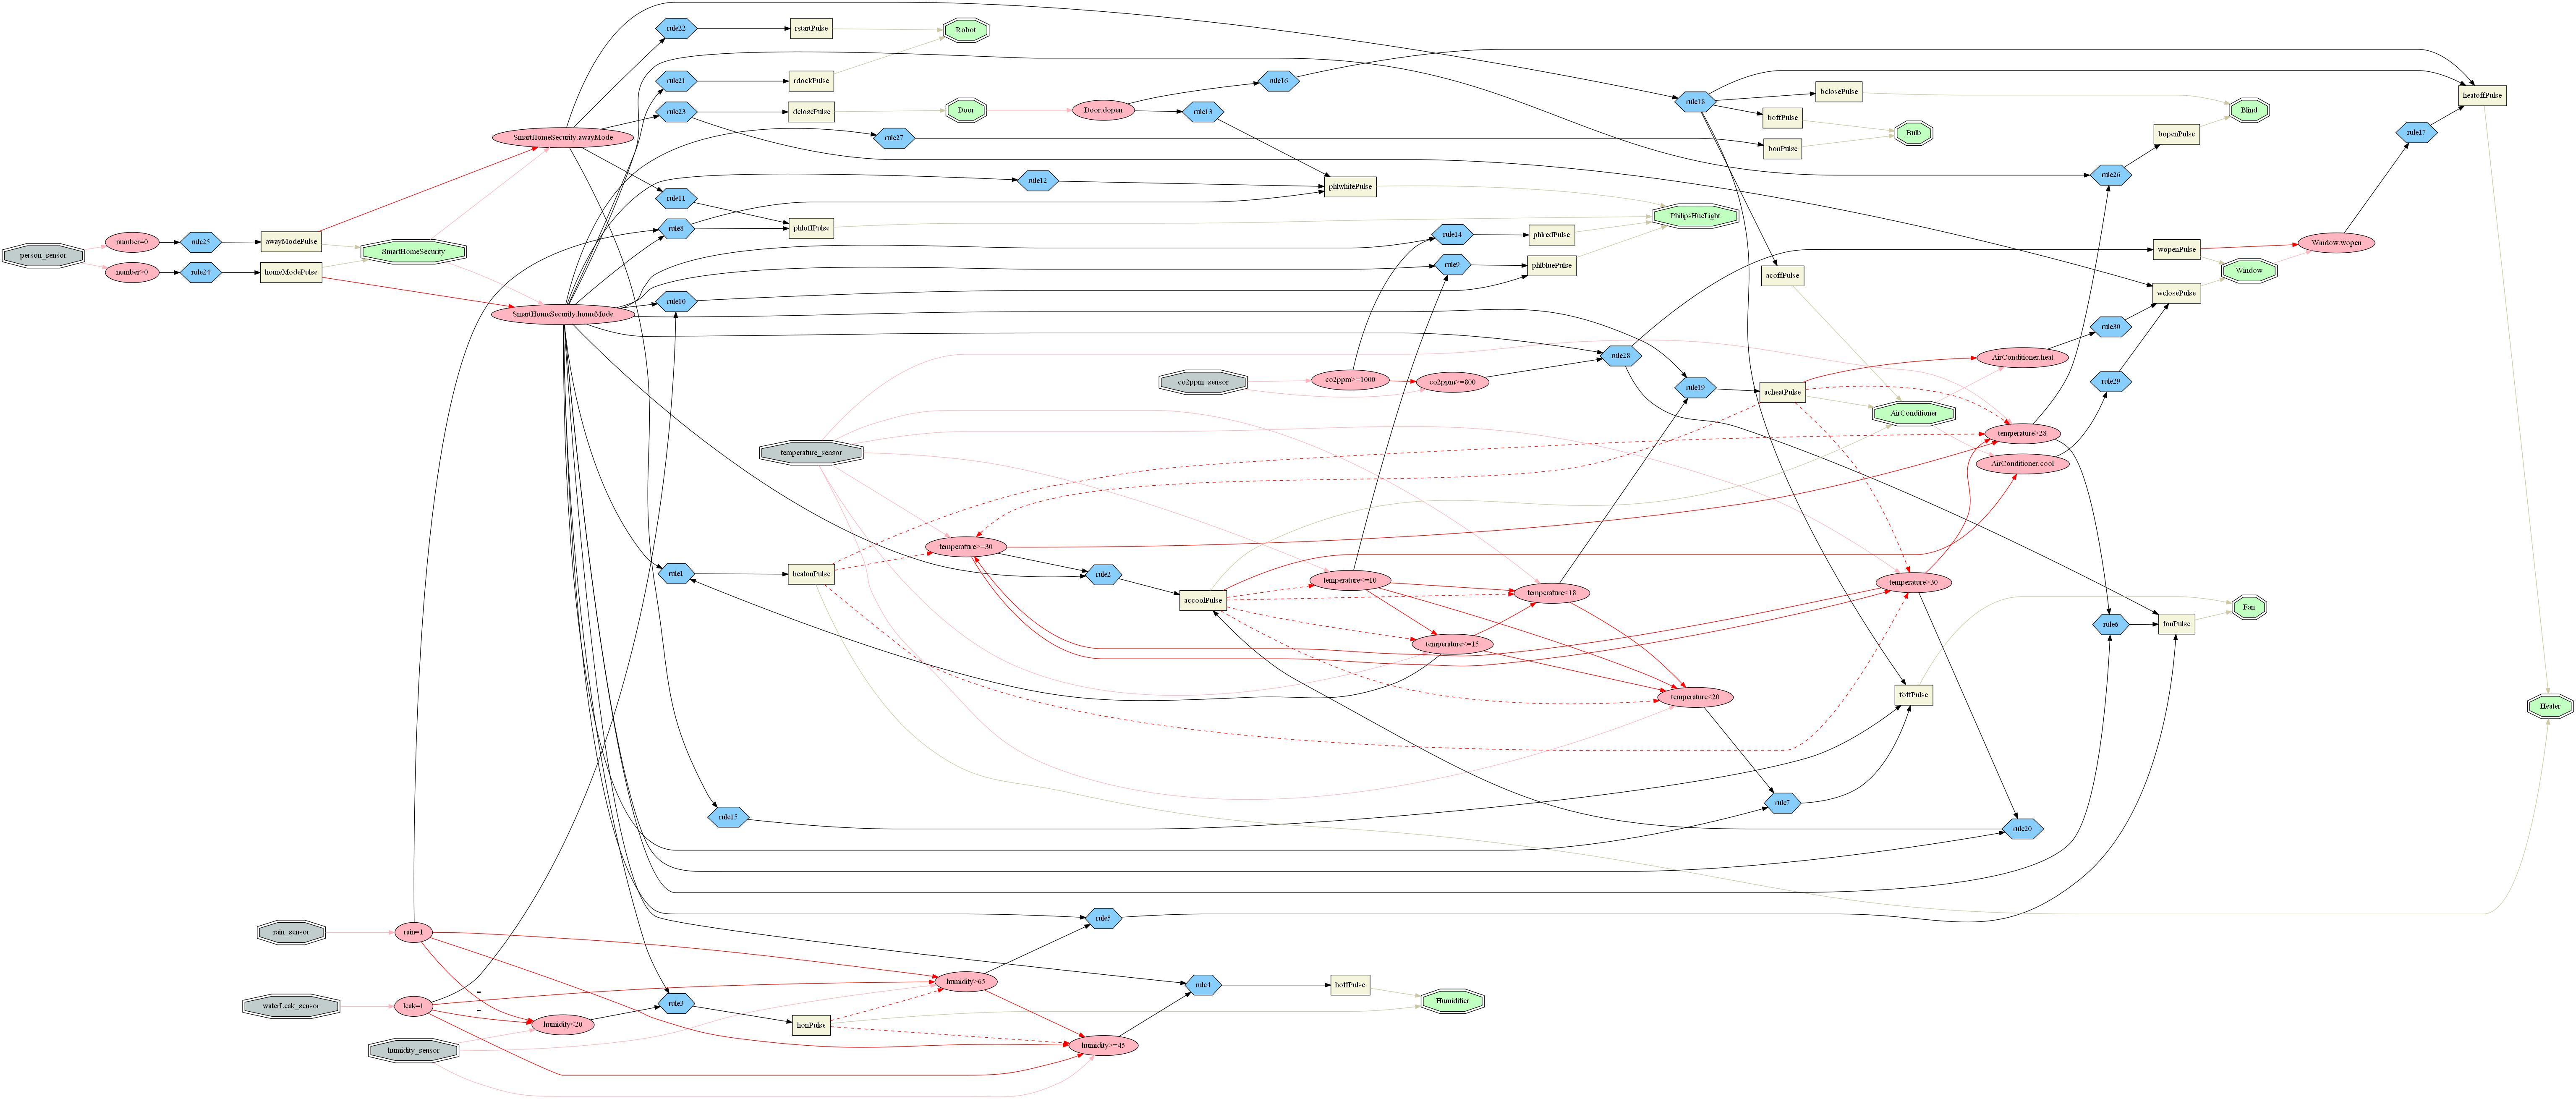 rule22
rstartPulse
Robot
rule21
rdockPulse
rule16
heatoffPulse
rule23
dclosePulse
Door
Door.dopen
rule13
rule18
bclosePulse
Blind
boffPulse
Bulb
SmartHomeSecurity.awayMode
rule27
bonPulse
bopenPulse
rule17
rule12
phlwhitePulse
rule26
rule11
rule8
phloffPulse
PhilipsHueLight
person_sensor
number=0
rule25
awayModePulse
SmartHomeSecurity
rule14
phlredPulse
wopenPulse
Window.wopen
number>0
rule24
homeModePulse
rule9
phlbluePulse
acoffPulse
Window
SmartHomeSecurity.homeMode
rule10
wclosePulse
rule30
rule28
AirConditioner.heat
co2ppm_sensor
co2ppm>=1000
co2ppm>=800
rule19
acheatPulse
rule29
AirConditioner
temperature_sensor
temperature>28
AirConditioner.cool
temperature>=30
rule1
heatonPulse
rule2
accoolPulse
temperature<=10
temperature<18
temperature>30
Fan
rule6
fonPulse
temperature<=15
temperature<20
foffPulse
Heater
rule15
rule7
rule20
rule5
rain_sensor
rain=1
humidity>65
rule4
hoffPulse
Humidifier
waterLeak_sensor
leak=1
-
-
rule3
humidity<20
honPulse
humidity_sensor
humidity>=45